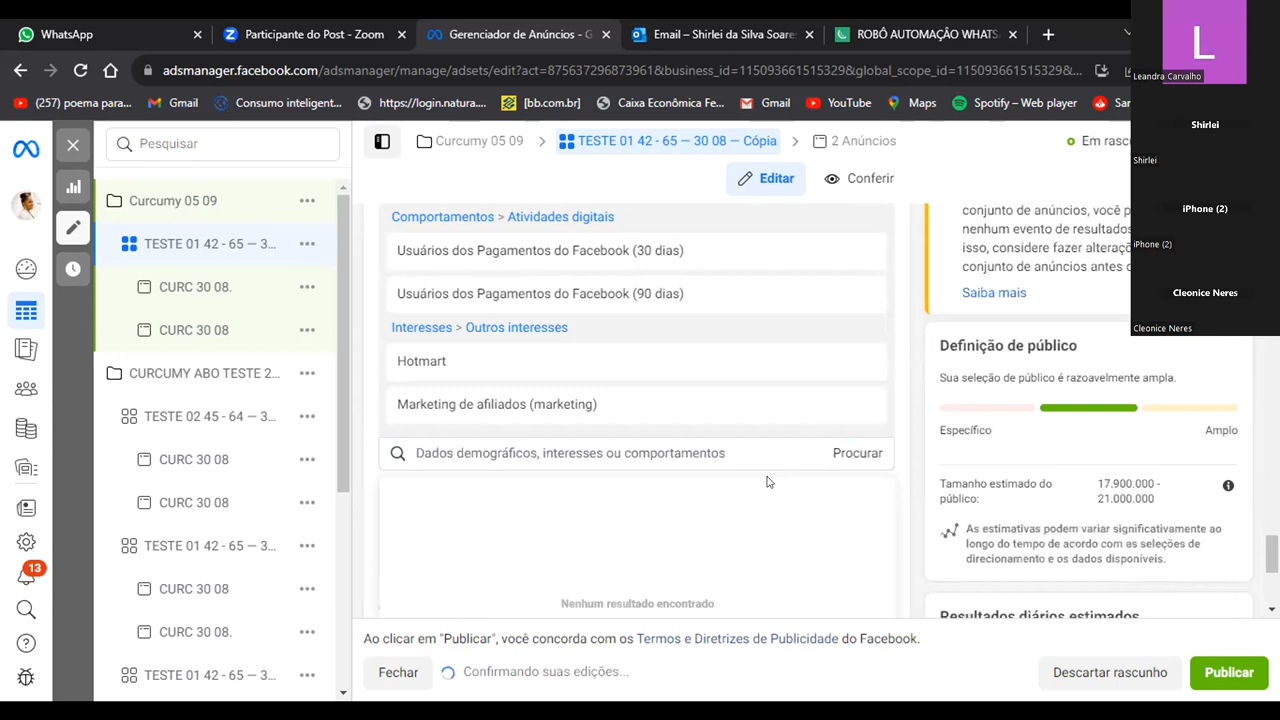 WhatsApp
Participante do Post - Zoom
Gerenciador de Anúncios - G
Email – Shirlei da Silva Soares
ROBÔ AUTOMAÇÃO WHATS
adsmanager.facebook.com/adsmanager/manage/adsets/edit?act=875637296873961&business_id=115093661515329&global_scope_id=115093661515329&...
(257) poema para...
Gmail
Consumo inteligent...
https://login.natura....
[bb.com.br]
Caixa Econômica Fe...
Gmail
YouTube
Maps
Spotify – Web player
San
L
Leandra Carvalho
Shirlei
Shirlei
iPhone (2)
iPhone (2)
Cleonice Neres
Cleonice Neres
Pesquisar
Curcumy 05 09
TESTE 01 42 - 65 — 3...
CURC 30 08.
CURC 30 08
CURCUMY ABO TESTE 2...
TESTE 02 45 - 64 — 3...
CURC 30 08
CURC 30 08
TESTE 01 42 - 65 — 3...
CURC 30 08
CURC 30 08.
TESTE 01 42 - 65 — 3...
13
Curcumy 05 09
TESTE 01 42 - 65 — 30 08 — Cópia
2 Anúncios
Em rasc
Editar
Conferir
Comportamentos > Atividades digitais
Usuários dos Pagamentos do Facebook (30 dias)
Usuários dos Pagamentos do Facebook (90 dias)
Interesses > Outros interesses
Hotmart
Marketing de afiliados (marketing)
Dados demográficos, interesses ou comportamentos
Procurar
Nenhum resultado encontrado
conjunto de anúncios, você p
nenhum evento de resultados
isso, considere fazer alteraçõ
conjunto de anúncios antes d
Saiba mais
Definição de público
Sua seleção de público é razoavelmente ampla.
Específico
Amplo
Tamanho estimado do
público:
17.900.000 -
21.000.000
As estimativas podem variar significativamente ao
longo do tempo de acordo com as seleções de
direcionamento e os dados disponíveis.
Resultados diários estimados
Ao clicar em "Publicar", você concorda com os Termos e Diretrizes de Publicidade do Facebook.
Fechar
Confirmando suas edições...
Descartar rascunho
Publicar